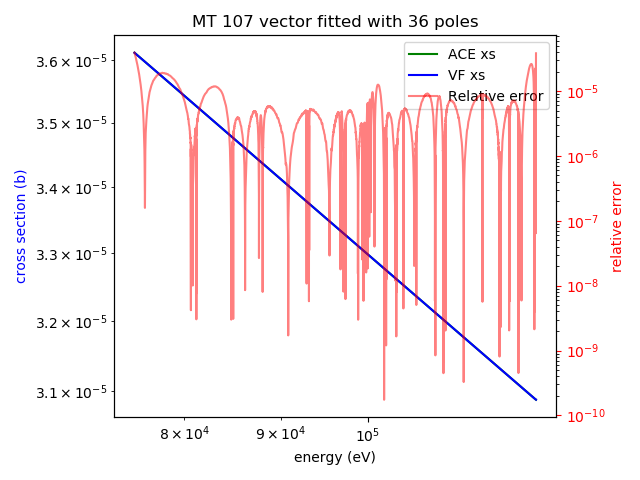 MT 107 vector fitted with 36 poles
ACE xs
VF xs
Relative error
3.6 × 10⁻⁵
3.5 × 10⁻⁵
3.4 × 10⁻⁵
3.3 × 10⁻⁵
3.2 × 10⁻⁵
3.1 × 10⁻⁵
cross section (b)
10⁻⁵
10⁻⁶
10⁻⁷
10⁻⁸
10⁻⁹
10⁻¹⁰
relative error
8 × 10⁴
9 × 10⁴
10⁵
energy (eV)